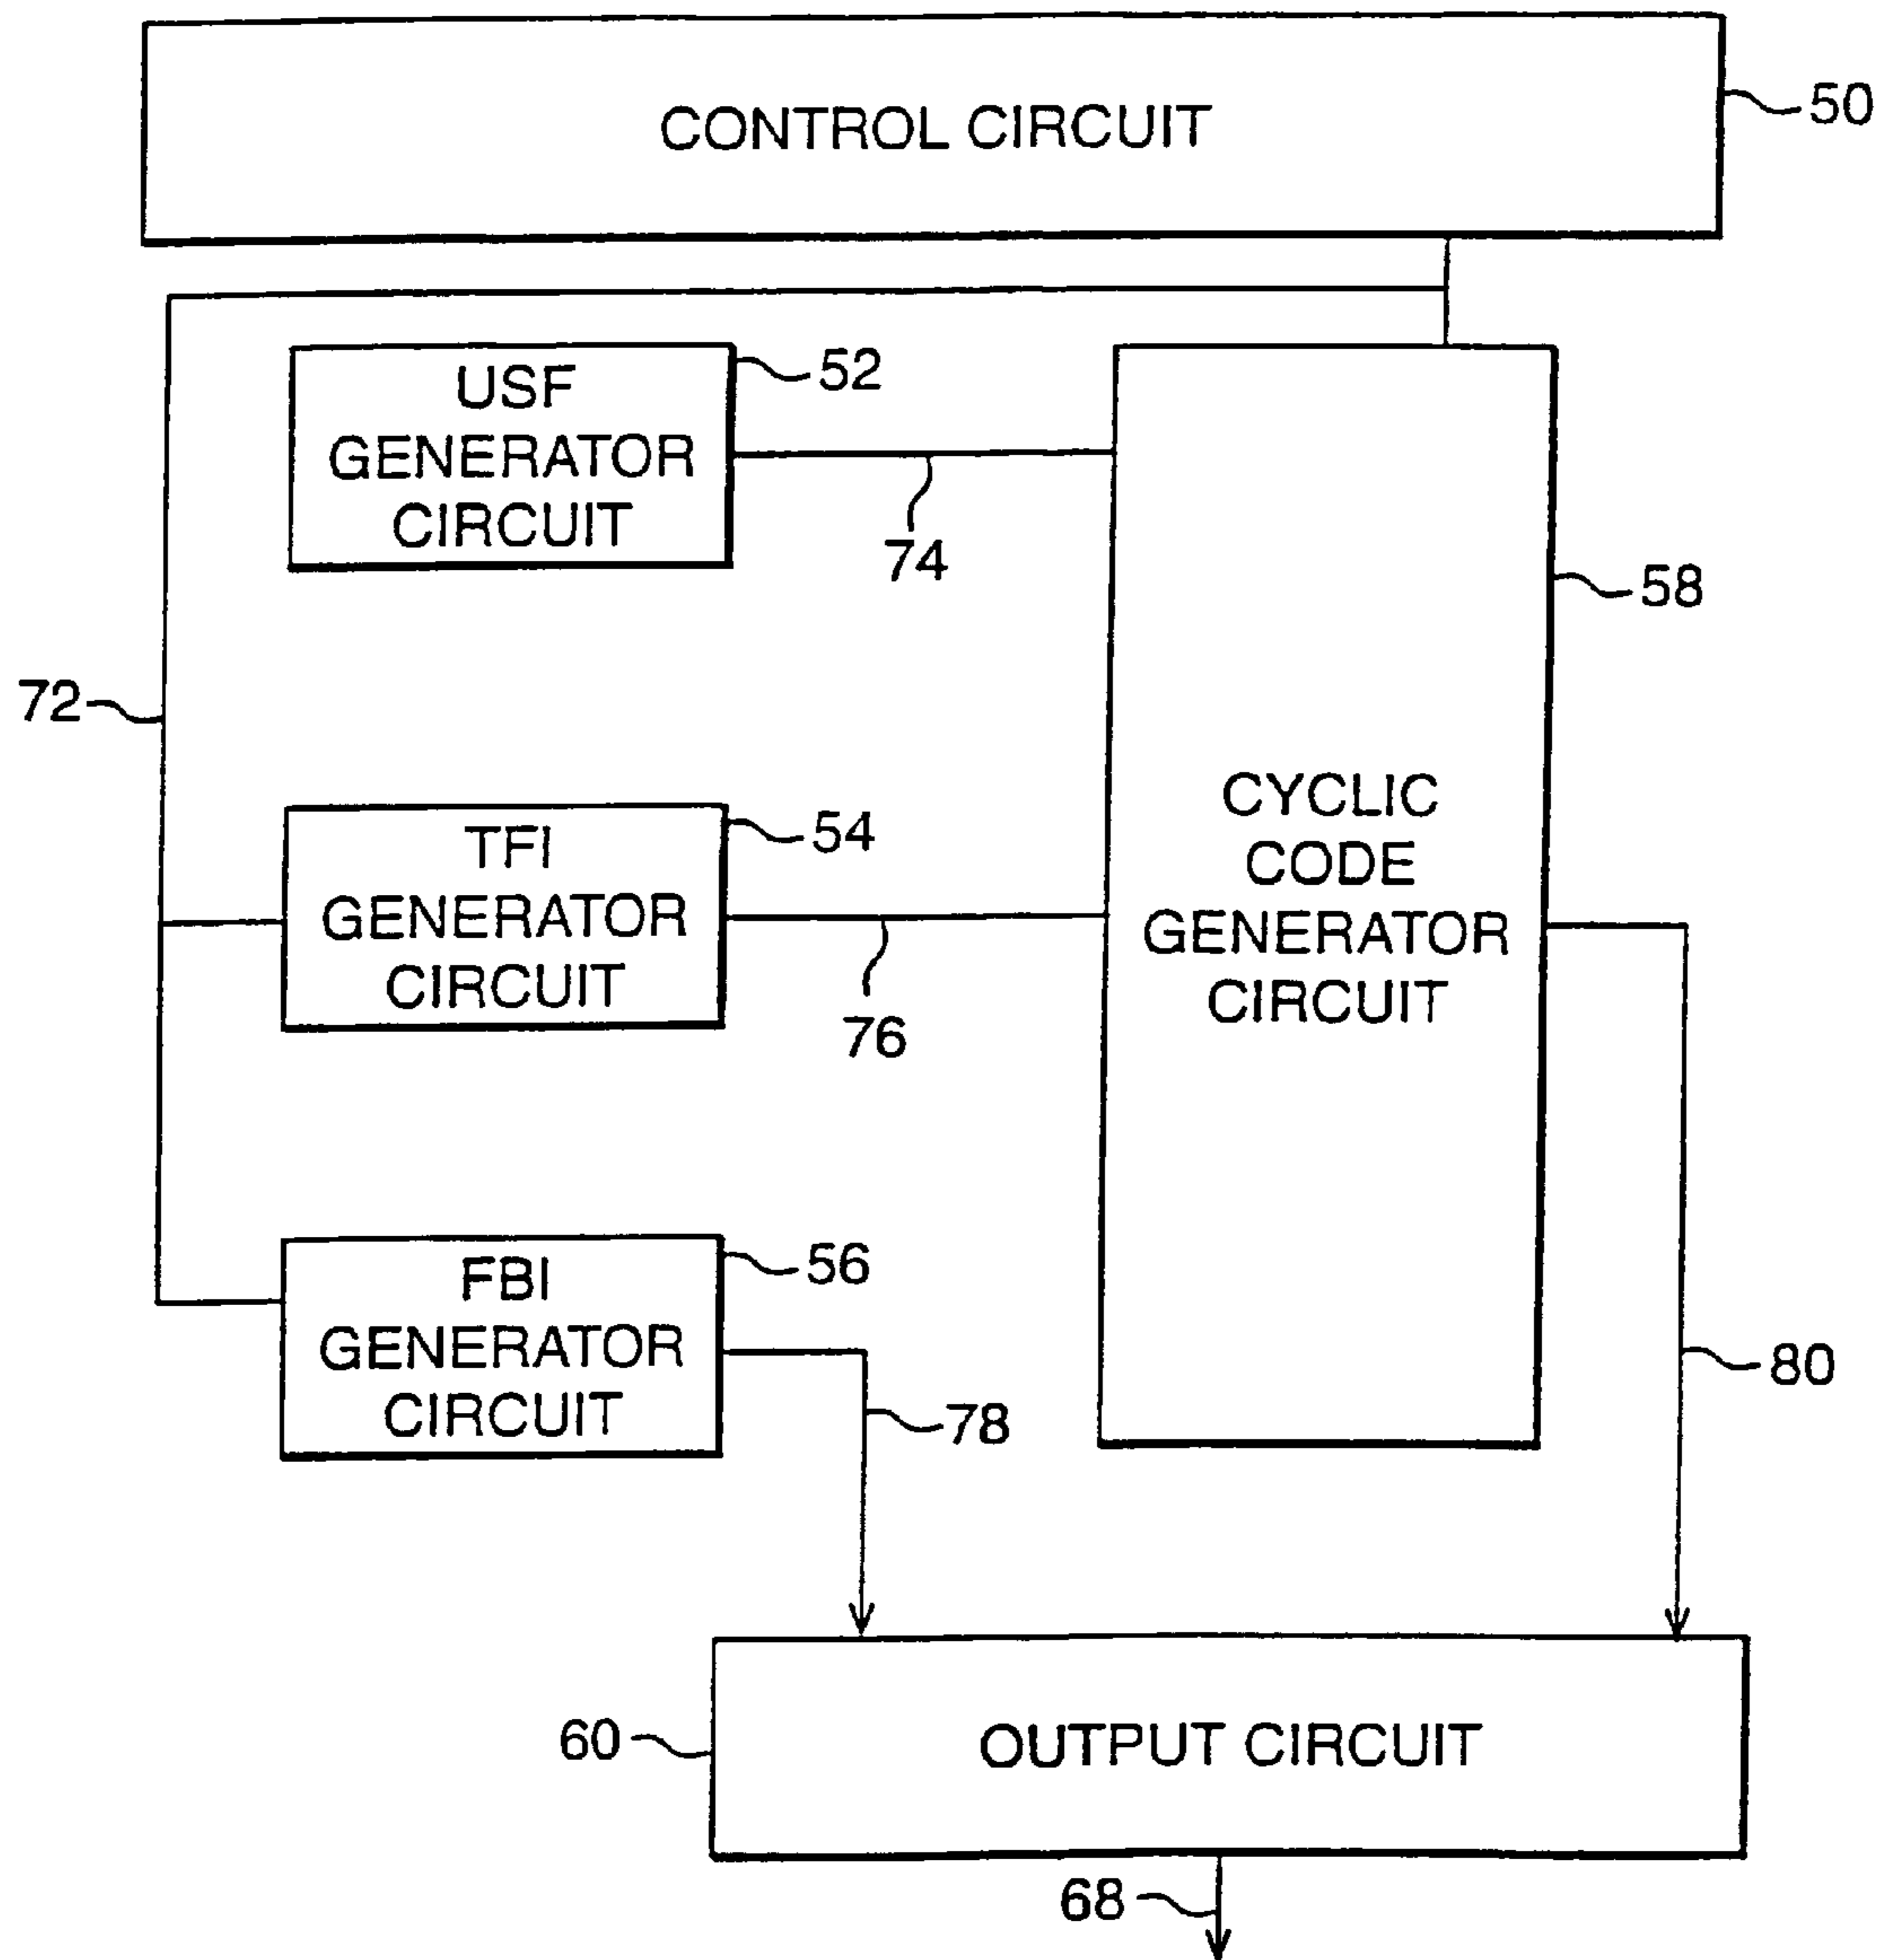 CONTROL CIRCUIT
50
USF
GENERATOR
CIRCUIT
52
74
58
72
TFI
GENERATOR
CIRCUIT
54
76
CYCLIC
CODE
GENERATOR
CIRCUIT
FBI
GENERATOR
CIRCUIT
56
78
80
60
OUTPUT CIRCUIT
68